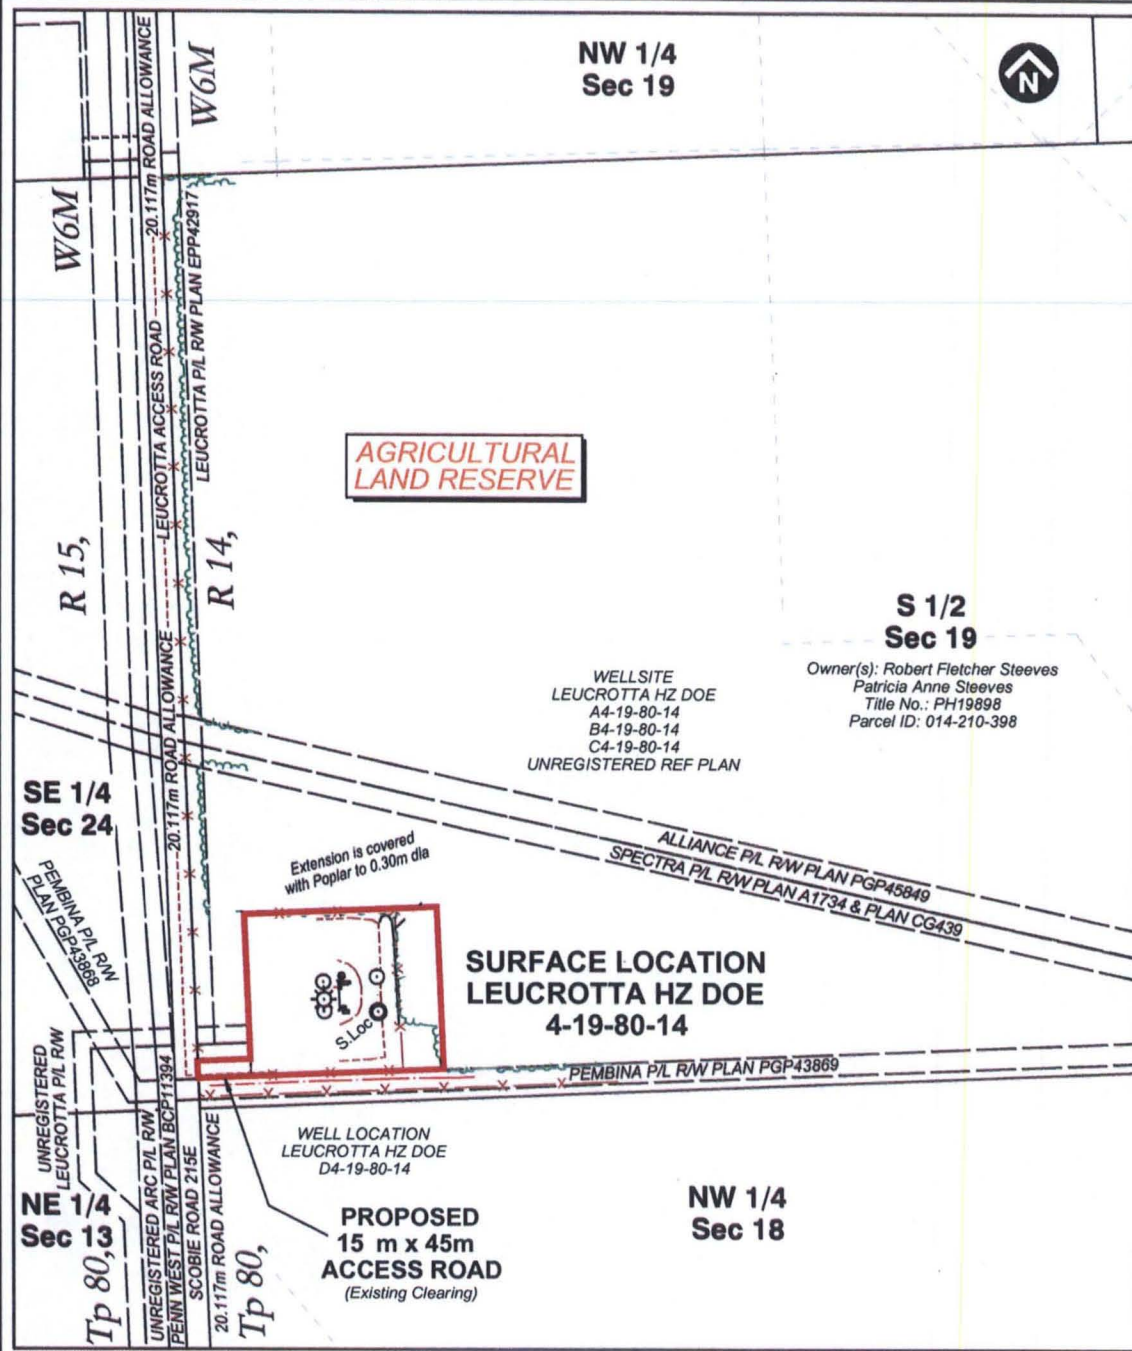 NW 1/4
Sec 19
N
W6M
W6M
20.117m ROAD ALLOWANCE
LEUCROTTA ACCESS ROAD
LEUCROTTA P/L R/W PLAN EPP42917
20.117m ROAD ALLOWANCE
R 15,
R 14,
AGRICULTURAL
LAND RESERVE
S 1/2
Sec 19
Owner(s): Robert Fletcher Steeves
Patricia Anne Steeves
Title No.: PH19898
Parcel ID: 014-210-398
WELLSITE
LEUCROTTA HZ DOE
A4-19-80-14
B4-19-80-14
C4-19-80-14
UNREGISTERED REF PLAN
SE 1/4
Sec 24
ALLIANCE P/L R/W PLAN PGP45849
SPECTRA P/L R/W PLAN A1734 & PLAN CG439
Extension is covered
with Poplar to 0.30m dia
PEMBINA P/L R/W
PLAN PGP43868
S.Loc
SURFACE LOCATION
LEUCROTTA HZ DOE
4-19-80-14
PEMBINA P/L R/W PLAN PGP43869
UNREGISTERED
LEUCROTTA P/L R/W
UNREGISTERED ARC P/L R/W
PENN WEST P/L R/W PLAN BCP11394
SCOBIE ROAD 215E
20.117m ROAD ALLOWANCE
WELL LOCATION
LEUCROTTA HZ DOE
D4-19-80-14
NE 1/4
Sec 13
Tp 80,
Tp 80,
PROPOSED
15 m x 45m
ACCESS ROAD
(Existing Clearing)
NW 1/4
Sec 18